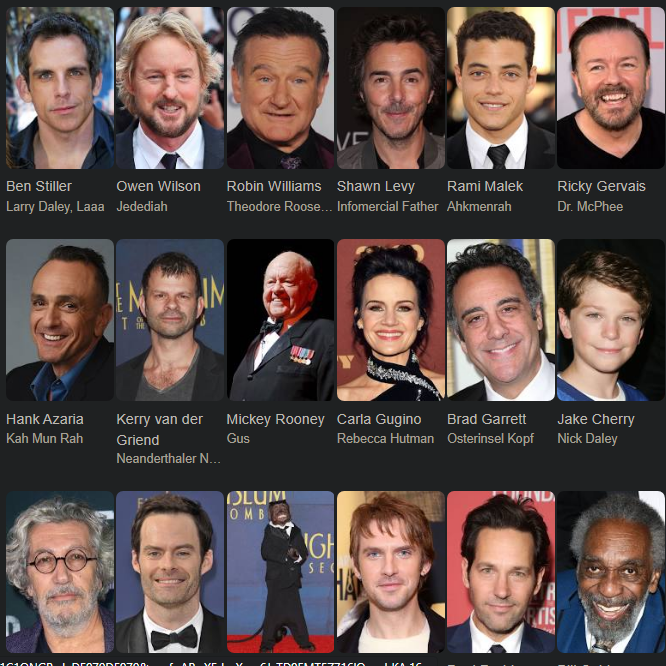 Ben Stiller Owen Wilson Robin Williams Shawn Levy Rami Malek Ricky Gervais
Larry Daley, Laaa Jedediah Theodore Roose... Infomercial Father Ahkmenrah Dr. McPhee
Hank Azaria Kerry van der Griend Mickey Rooney Carla Gugino Brad Garrett Jake Cherry
Kah Mun Rah Neanderthaler N... Gus Rebecca Hutman Osterinsel Kopf Nick Daley